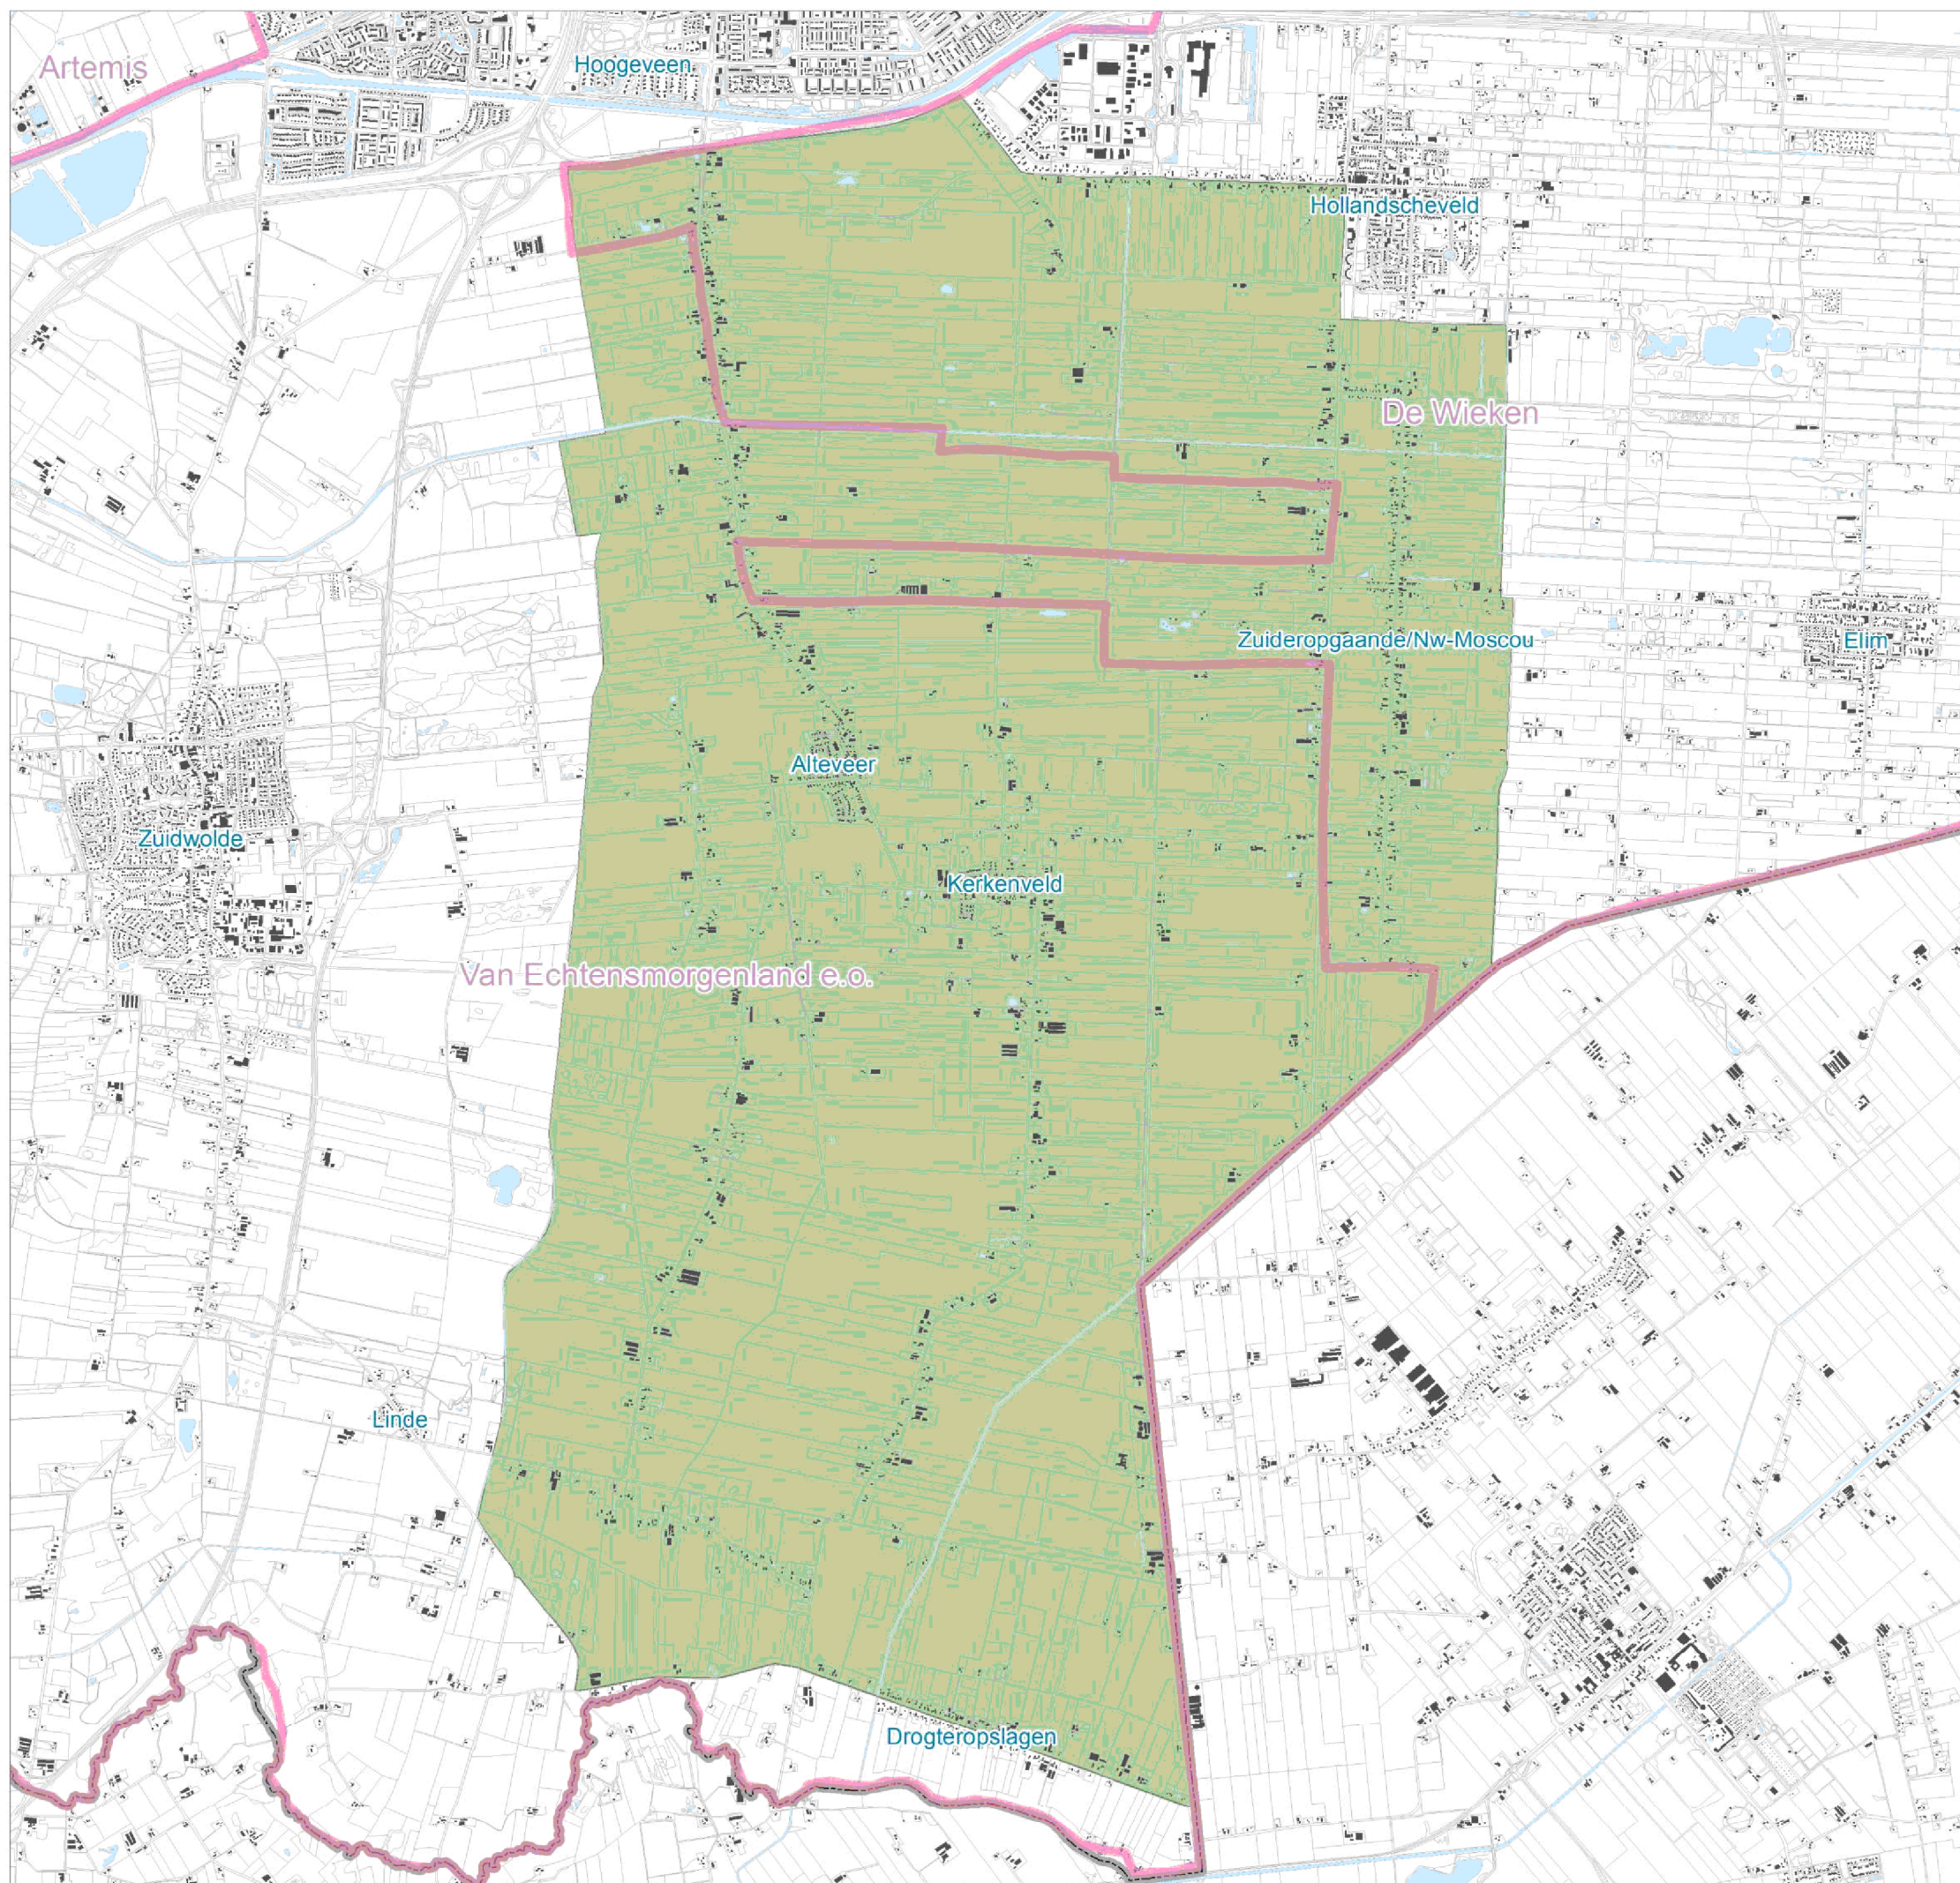 Artemis
Hoogeveen
Hollandscheveld
De Wieken
Zuideropgaande/Nw-Moscou
Elim
Alteveer
Zuidwolde
Kerkenveld
Van Echtensmorgenland e.o.
Linde
Drogteropslagen